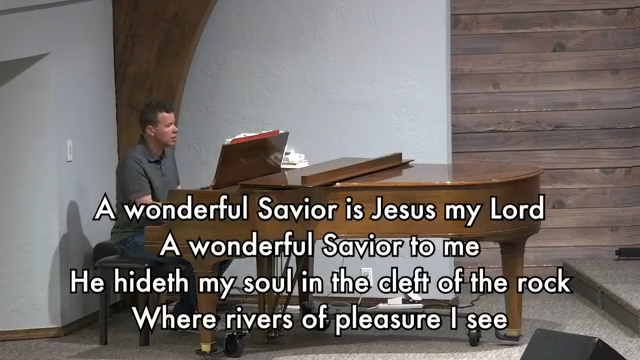 A wonderful Savior is Jesus my Lord
A wonderful Savior to me
He hideth my soul in the cleft of the rock
Where rivers of pleasure I see